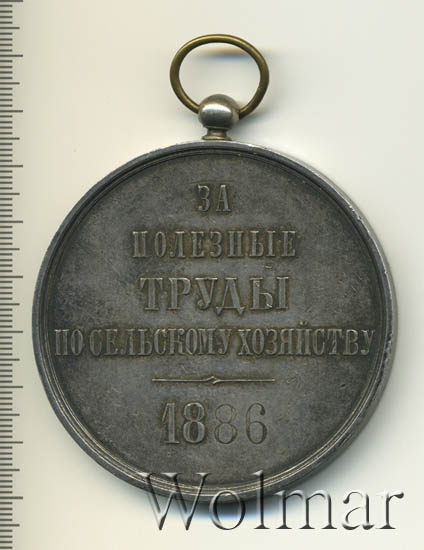 ЗА
ПОЛЕЗНЫЕ
ТРУДЫ
ПО СЕЛЬСКОМУ ХОЗЯЙСТВУ
1886
Wolmar